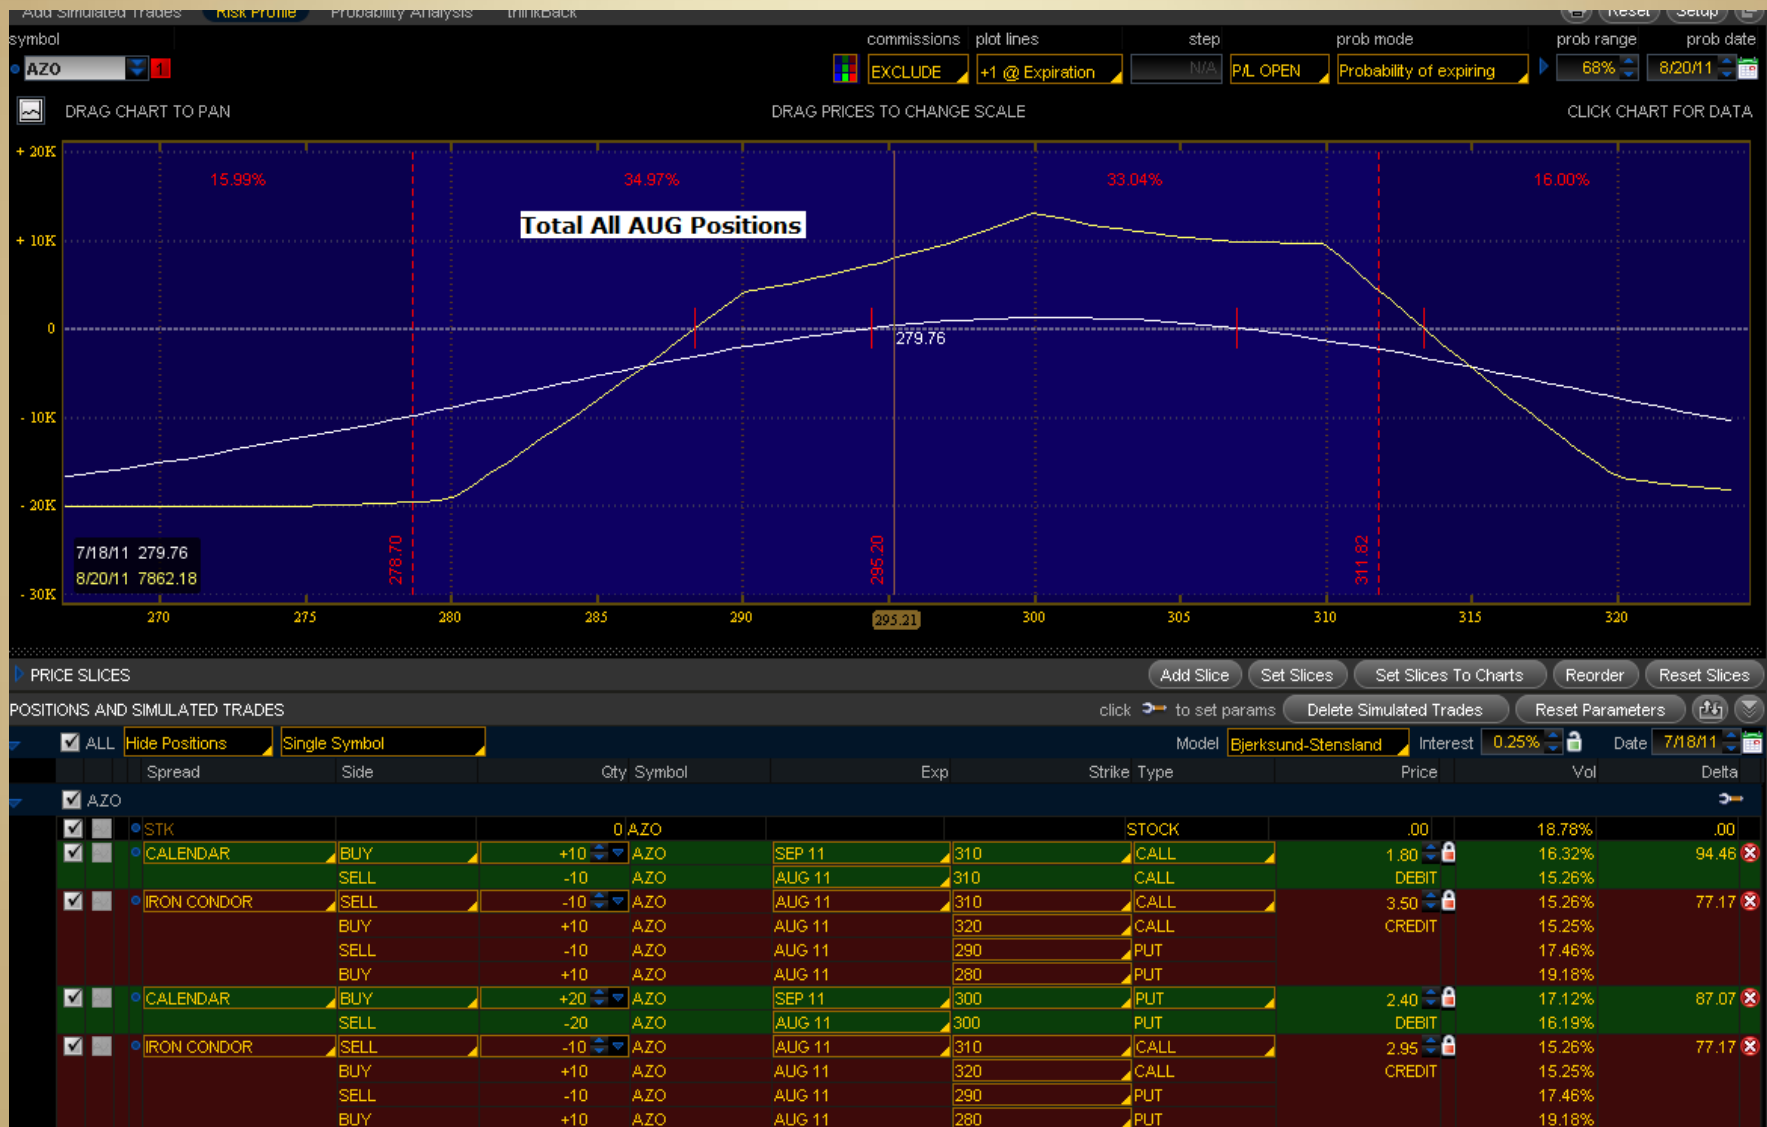 Add Simulated Trades Risk Profile Probability Analysis thinkBack Reset Setup
symbol commissions plot lines step prob mode prob range prob date
AZO 1 EXCLUDE +1 @ Expiration N/A P/L OPEN Probability of expiring 68% 8/20/11
DRAG CHART TO PAN DRAG PRICES TO CHANGE SCALE CLICK CHART FOR DATA
+ 20K
15.99% 34.97% 33.04% 16.00%
Total All AUG Positions
+ 10K
0
279.76
- 10K
- 20K
7/18/11 279.76
8/20/11 7862.18
278.70 295.20 311.82
- 30K
270 275 280 285 290 295.21 300 305 310 315 320
PRICE SLICES Add Slice Set Slices Set Slices To Charts Reorder Reset Slices
POSITIONS AND SIMULATED TRADES click to set params Delete Simulated Trades Reset Parameters
ALL Hide Positions Single Symbol Model Bjerksund-Stensland Interest 0.25% Date 7/18/11
Spread Side Qty Symbol Exp Strike Type Price Vol Delta
AZO
STK 0 AZO STOCK .00 18.78% .00
CALENDAR BUY +10 AZO SEP 11 310 CALL 1.80 16.32% 94.46
SELL -10 AZO AUG 11 310 CALL DEBIT 15.26%
IRON CONDOR SELL -10 AZO AUG 11 310 CALL 3.50 15.26% 77.17
BUY +10 AZO AUG 11 320 CALL CREDIT 15.25%
SELL -10 AZO AUG 11 290 PUT 17.46%
BUY +10 AZO AUG 11 280 PUT 19.18%
CALENDAR BUY +20 AZO SEP 11 300 PUT 2.40 17.12% 87.07
SELL -20 AZO AUG 11 300 PUT DEBIT 16.19%
IRON CONDOR SELL -10 AZO AUG 11 310 CALL 2.95 15.26% 77.17
BUY +10 AZO AUG 11 320 CALL CREDIT 15.25%
SELL -10 AZO AUG 11 290 PUT 17.46%
BUY +10 AZO AUG 11 280 PUT 19.18%